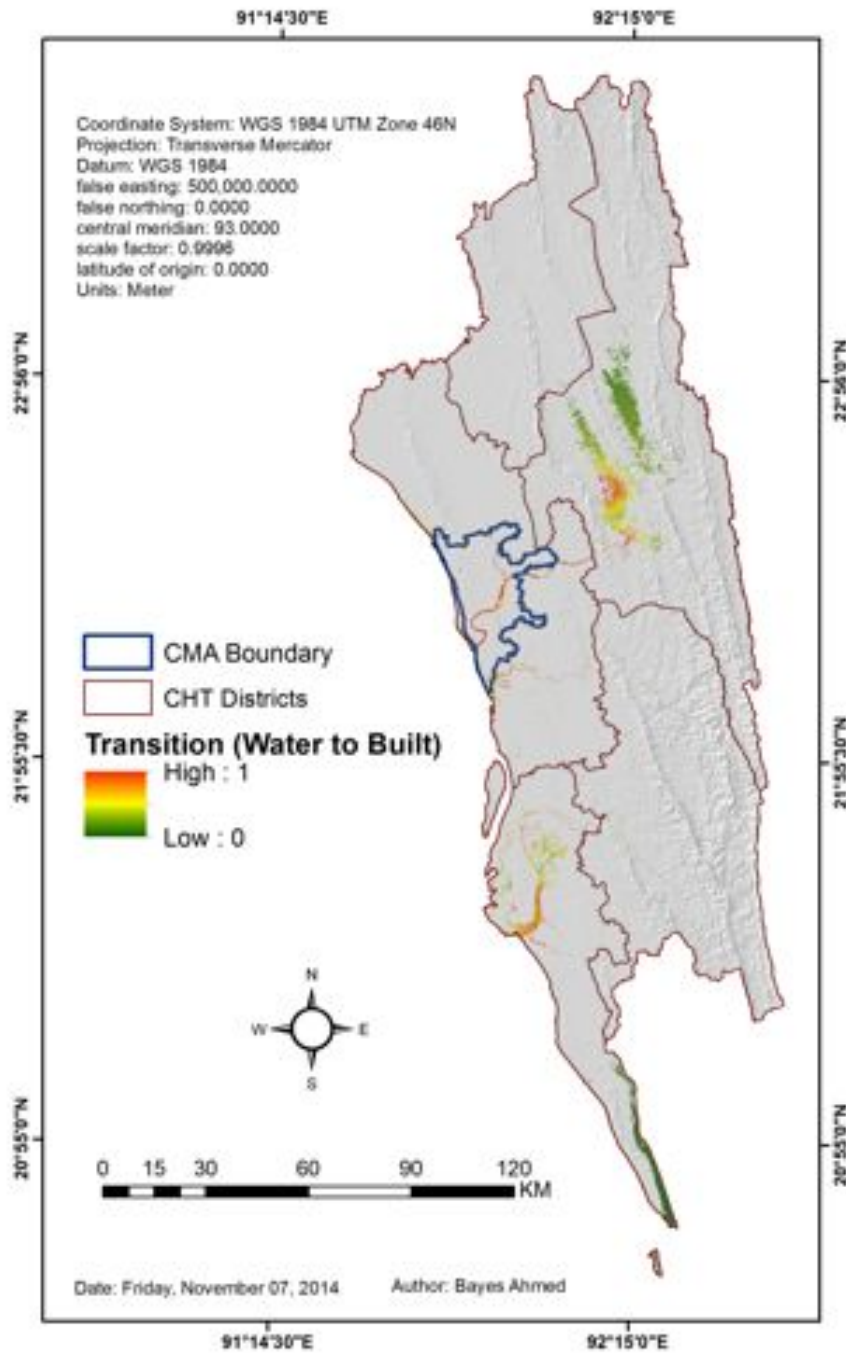 91°14'30"E 92°15'0"E
Coordinate System: WGS 1984 UTM Zone 46N
Projection: Transverse Mercator
Datum: WGS 1984
false easting: 500,000.0000
false northing: 0.0000
central meridian: 93.0000
scale factor: 0.9996
latitude of origin: 0.0000
Units: Meter
22°56'0"N 22°56'0"N
CMA Boundary
CHT Districts
Transition (Water to Built)
High : 1
Low : 0
21°55'30"N 21°55'30"N
N
W E
S
20°55'0"N 20°55'0"N
0 15 30 60 90 120
KM
Date: Friday, November 07, 2014 Author: Bayes Ahmed
91°14'30"E 92°15'0"E